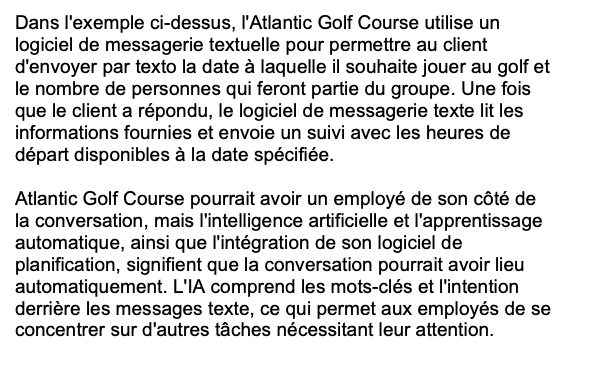 Dans l'exemple ci-dessus, l'Atlantic Golf Course utilise un
logiciel de messagerie textuelle pour permettre au client
d'envoyer par texto la date à laquelle il souhaite jouer au golf et
le nombre de personnes qui feront partie du groupe. Une fois
que le client a répondu, le logiciel de messagerie texte lit les
informations fournies et envoie un suivi avec les heures de
départ disponibles à la date spécifiée.

Atlantic Golf Course pourrait avoir un employé de son côté de
la conversation, mais l'intelligence artificielle et l'apprentissage
automatique, ainsi que l'intégration de son logiciel de
planification, signifient que la conversation pourrait avoir lieu
automatiquement. L'IA comprend les mots-clés et l'intention
derrière les messages texte, ce qui permet aux employés de se
concentrer sur d'autres tâches nécessitant leur attention.